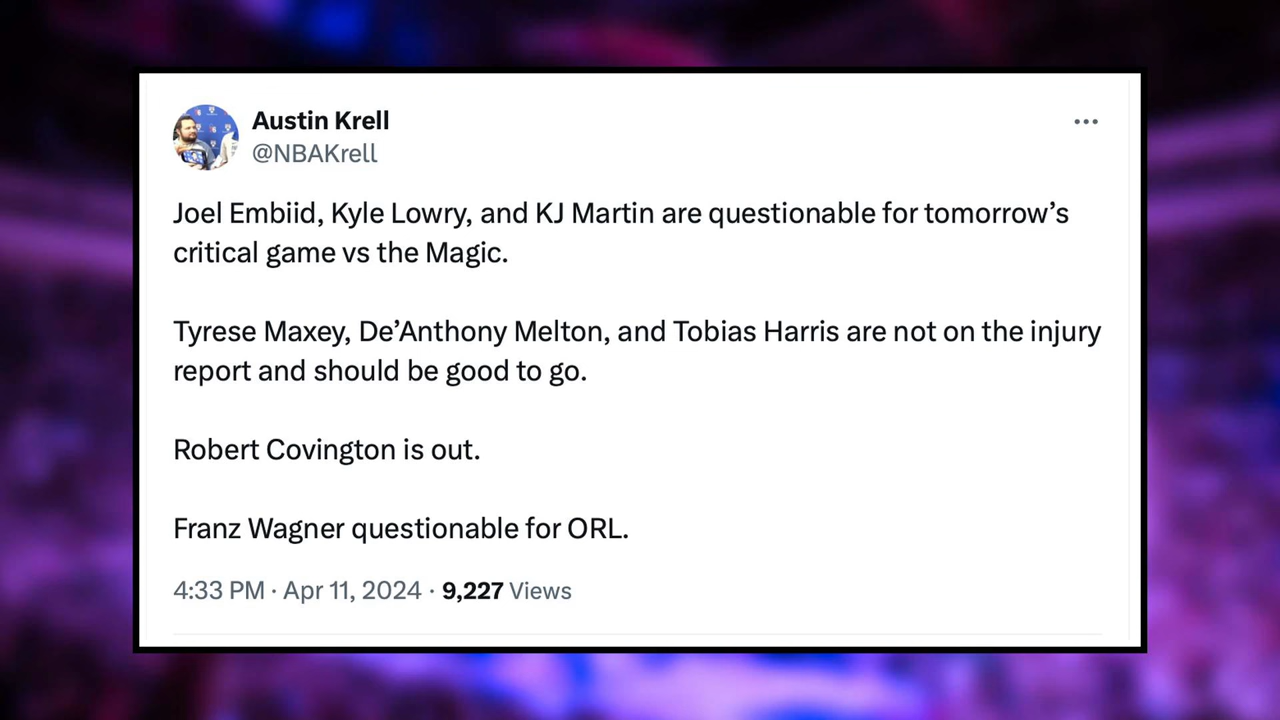 Austin Krell
@NBAKrell
Joel Embiid, Kyle Lowry, and KJ Martin are questionable for tomorrow’s
critical game vs the Magic.
Tyrese Maxey, De’Anthony Melton, and Tobias Harris are not on the injury
report and should be good to go.
Robert Covington is out.
Franz Wagner questionable for ORL.
4:33 PM · Apr 11, 2024 · 9,227 Views